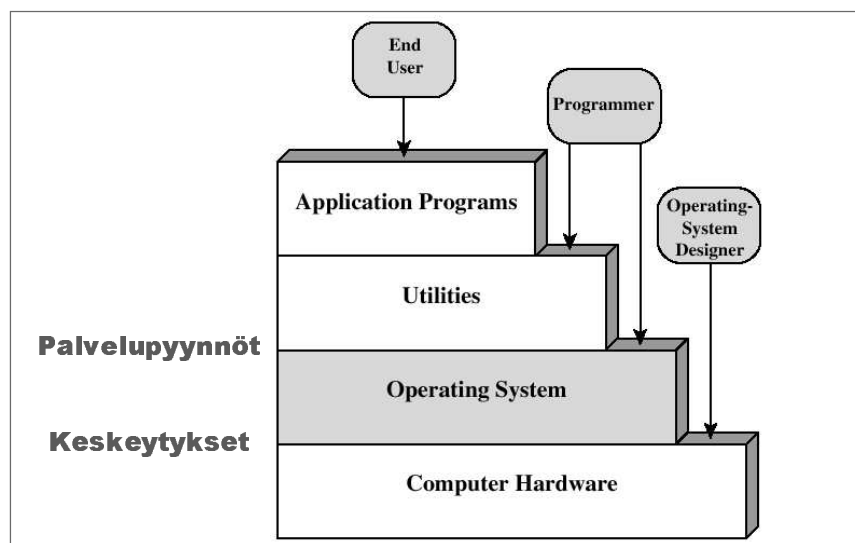 End
User
Programmer
Application Programs
Operating-
System
Designer
Utilities
Palvelupyynnöt
Operating System
Keskeytykset
Computer Hardware